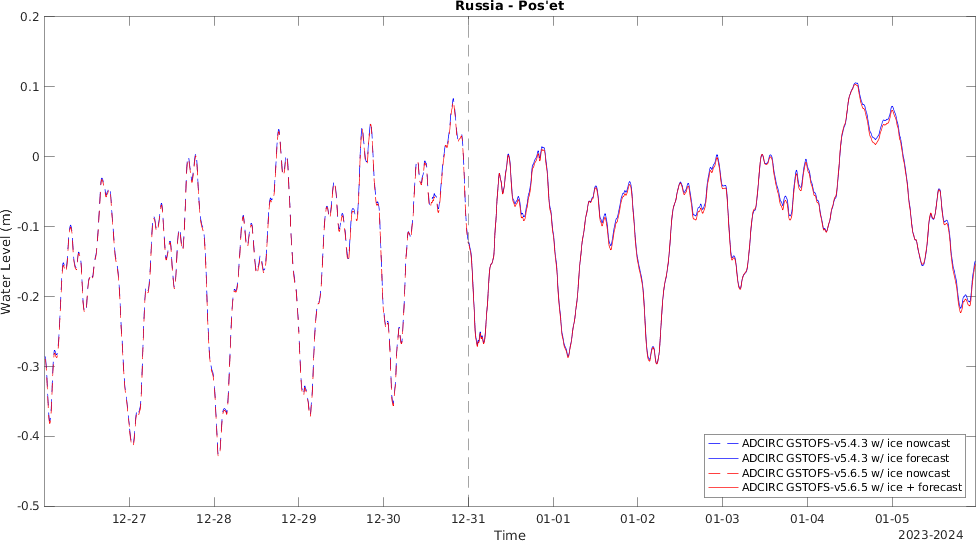 Russia - Pos'et
0.2
0.1
0
-0.1
-0.2
-0.3
-0.4
-0.5
Water Level (m)
12-27 12-28 12-29 12-30 12-31 01-01 01-02 01-03 01-04 01-05
Time
2023-2024
ADCIRC GSTOFS-v5.4.3 w/ ice nowcast
ADCIRC GSTOFS-v5.4.3 w/ ice forecast
ADCIRC GSTOFS-v5.6.5 w/ ice nowcast
ADCIRC GSTOFS-v5.6.5 w/ ice + forecast